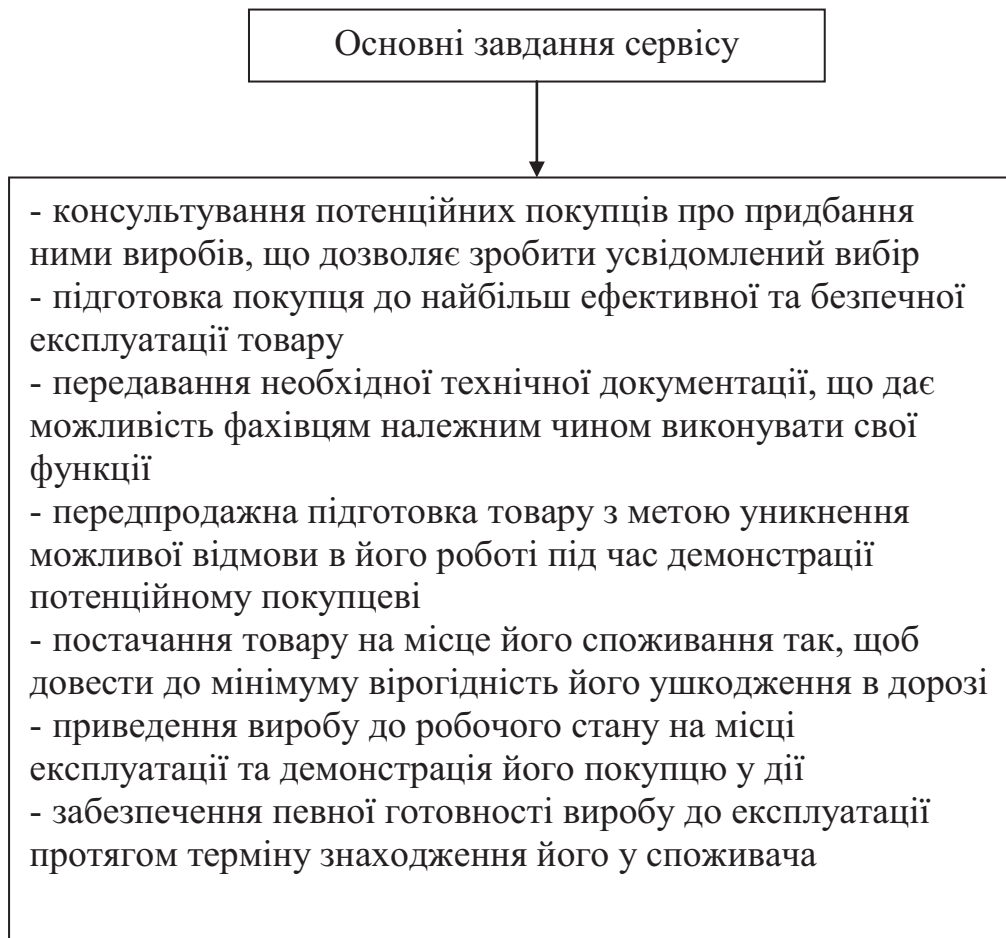 Основні завдання сервісу
- консультування потенційних покупців про придбання
ними виробів, що дозволяє зробити усвідомлений вибір
- підготовка покупця до найбільш ефективної та безпечної
експлуатації товару
- передавання необхідної технічної документації, що дає
можливість фахівцям належним чином виконувати свої
функції
- передпродажна підготовка товару з метою уникнення
можливої відмови в його роботі під час демонстрації
потенційному покупцеві
- постачання товару на місце його споживання так, щоб
довести до мінімуму вірогідність його ушкодження в дорозі
- приведення виробу до робочого стану на місці
експлуатації та демонстрація його покупцю у дії
- забезпечення певної готовності виробу до експлуатації
протягом терміну знаходження його у споживача